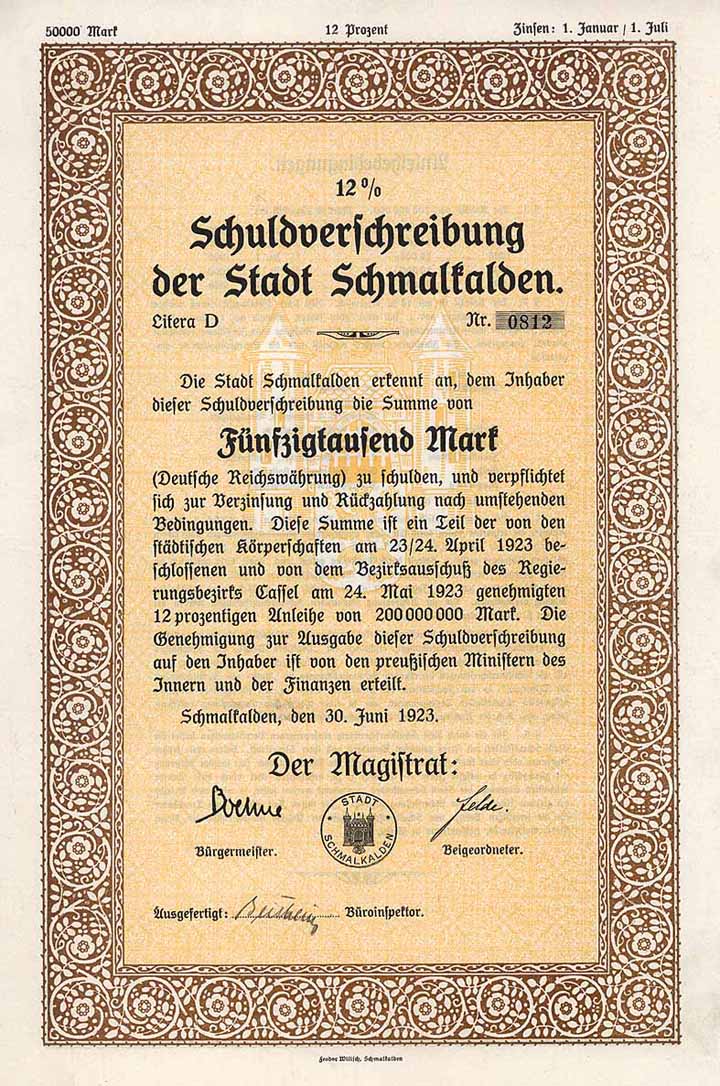 50000 Mark 12 Prozent Zinsen: 1. Januar / 1. Juli
12 %
Schuldverschreibung
der Stadt Schmalkalden.
Litera D Nr. 0812
Die Stadt Schmalkalden erkennt an, dem Inhaber
dieser Schuldverschreibung die Summe von
Fünfzigtausend Mark
(Deutsche Reichswährung) zu schulden, und verpflichtet
sich zur Verzinsung und Rückzahlung nach umstehenden
Bedingungen. Diese Summe ist ein Teil der von den
städtischen Körperschaften am 23/24. April 1923 be-
schlossenen und von dem Bezirksausschuß des Regie-
rungsbezirks Cassel am 24. Mai 1923 genehmigten
12 prozentigen Anleihe von 200 000 000 Mark. Die
Genehmigung zur Ausgabe dieser Schuldverschreibung
auf den Inhaber ist von den preußischen Ministern des
Innern und der Finanzen erteilt.
Schmalkalden, den 30. Juni 1923.
Der Magistrat:
STADT SCHMALKALDEN
Bürgermeister. Beigeordneter.
Ausgefertigt: Büroinspektor.
Feodor Willisch, Schmalkalden